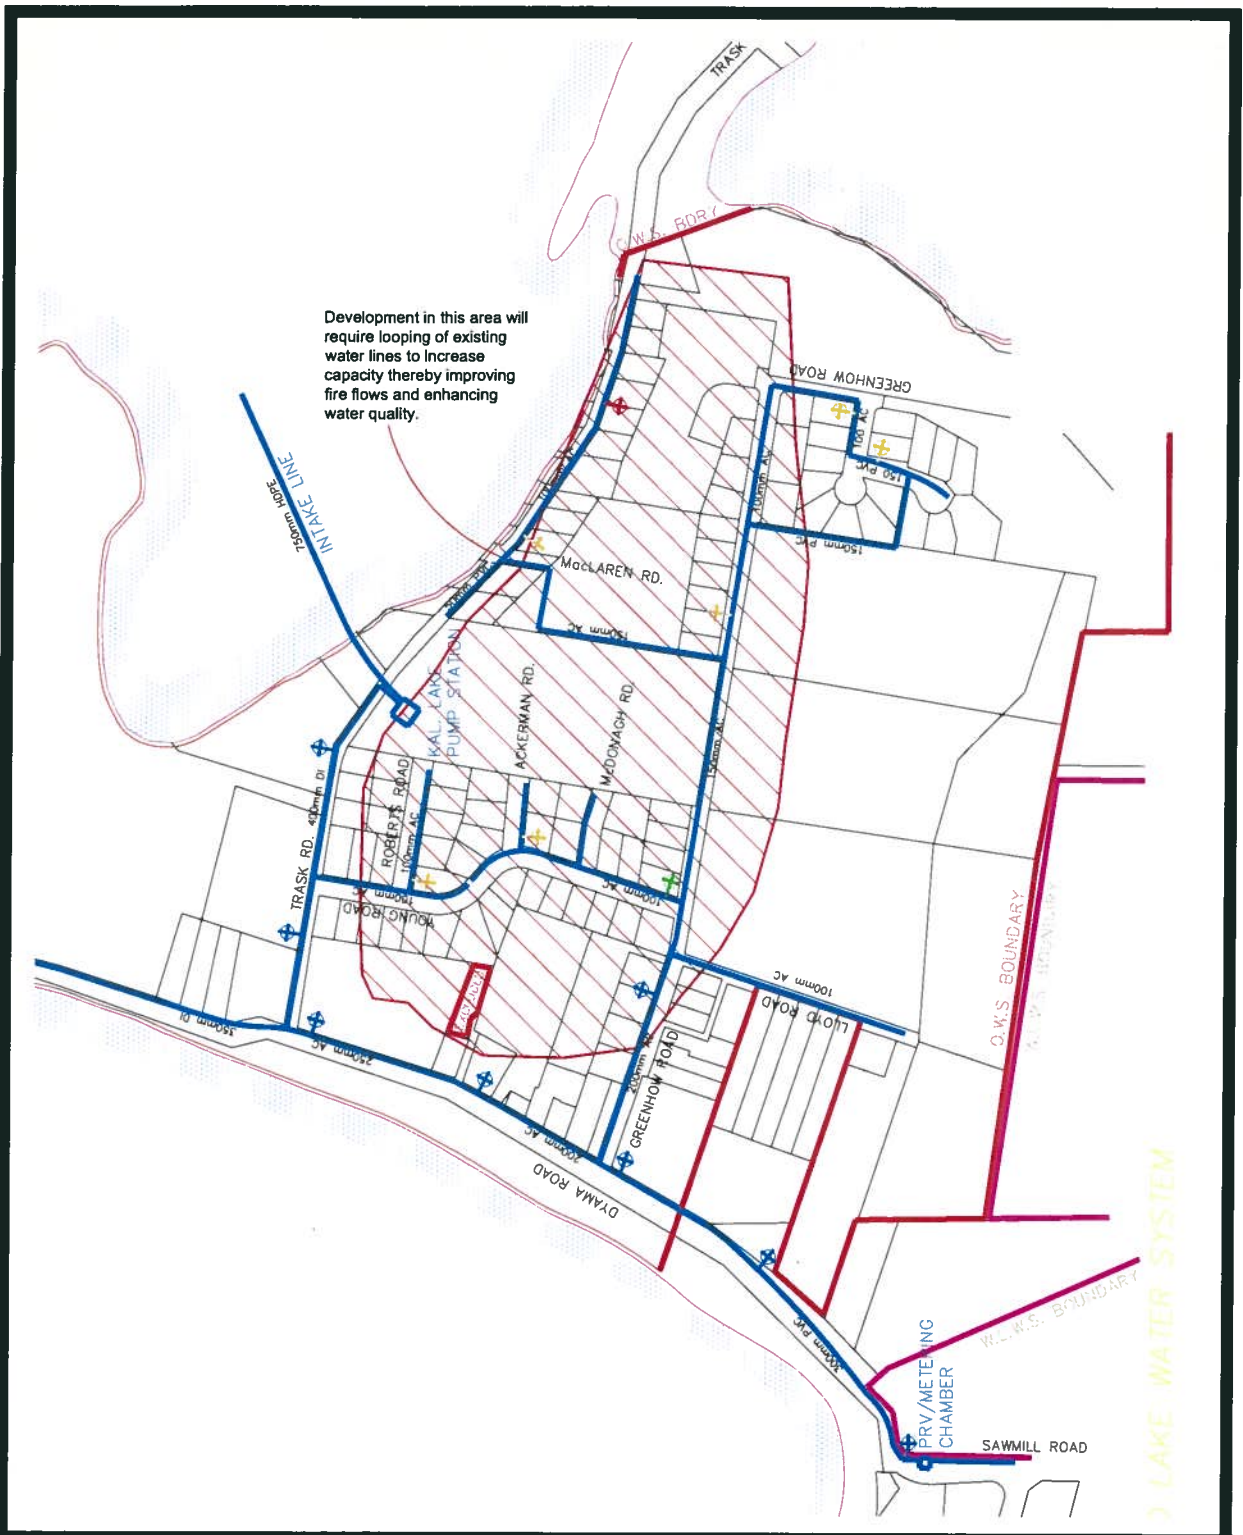 TRASK
O.W.S. BDRY
Development in this area will
require looping of existing
water lines to Increase
capacity thereby improving
fire flows and enhancing
water quality.
GREENHOW ROAD
100 AC
150 PVC
100mm AC
150mm PVC
INTAKE LINE
750mm HDPE
MacLAREN RD.
150mm AC
KAL. LAKE
PUMP STATION
ACKERMAN RD.
McDONAGH RD.
150mm AC
ROBERTS ROAD
100mm AC
TRASK RD.
400mm DI
150mm AC
YOUNG ROAD
100mm AC
100mm AC
LLOYD ROAD
O.W.S BOUNDARY
350mm DI
250mm AC
200mm AC
GREENHOW ROAD
200mm AC
DYAMA ROAD
300mm PVC
W.L.W.S. BOUNDARY
PRV/METERING
CHAMBER
SAWMILL ROAD
LAKE WATER SYSTEM